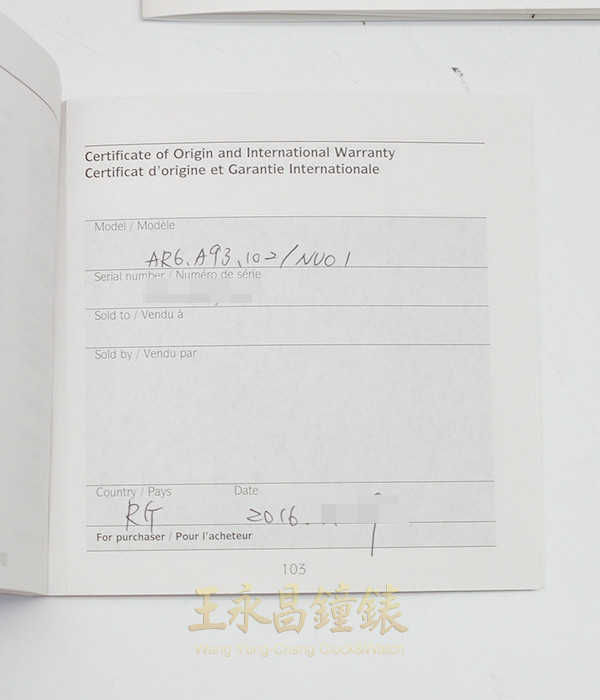 Certificate of Origin and International Warranty
Certificat d'origine et Garantie Internationale
Model / Modèle
AR6.A93.102/NU01
Serial number / Numéro de série
Sold to / Vendu à
Sold by / Vendu par
Country / Pays Date
RG 2016.
For purchaser / Pour l'acheteur
103
王永昌鐘錶
Wang Yung-Chang Clock&Watch